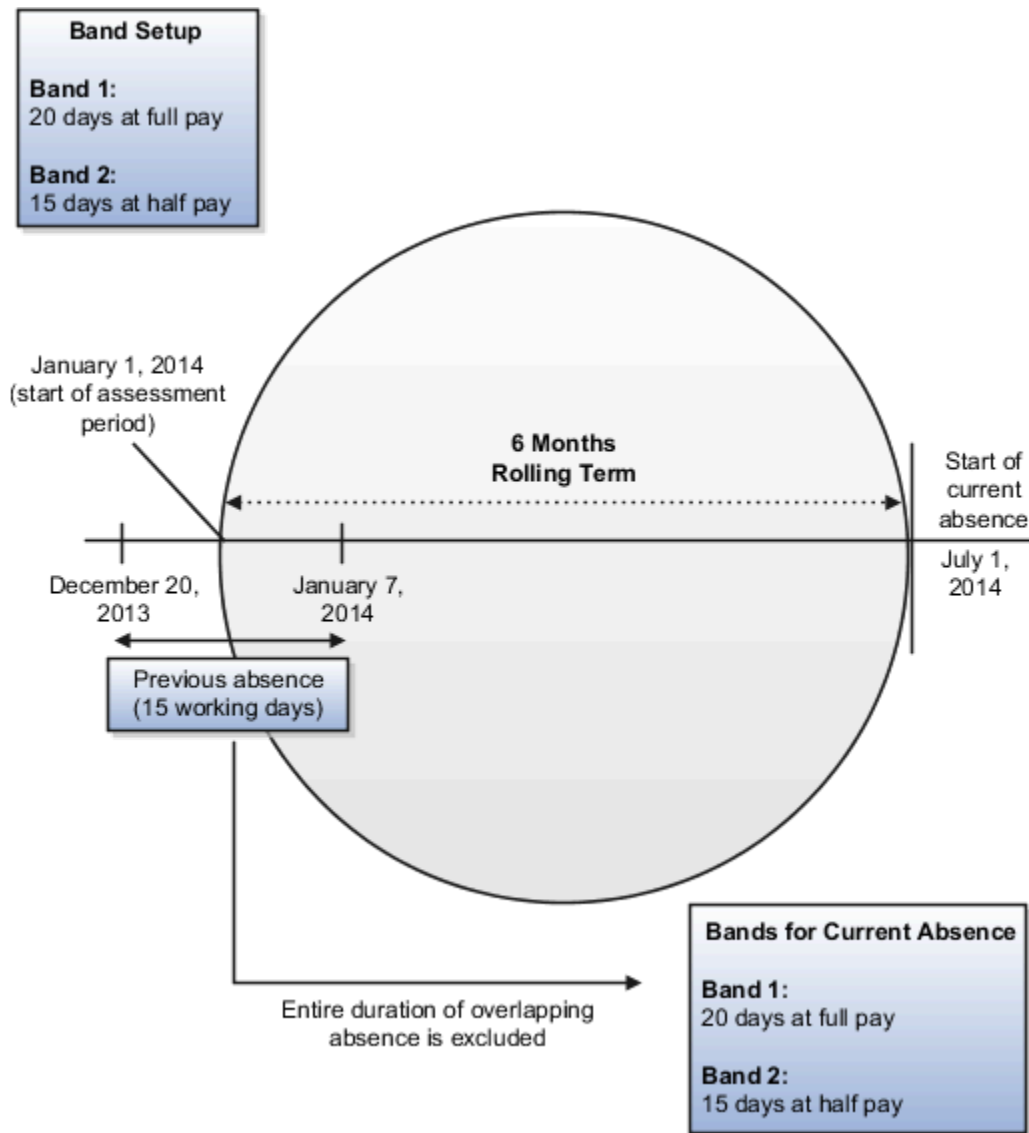 Band Setup
Band 1:
20 days at full pay
Band 2:
15 days at half pay
January 1, 2014
(start of assessment
period)
6 Months
Rolling Term
Start of
current
absence
July 1,
2014
December 20,
2013
January 7,
2014
Previous absence
(15 working days)
Entire duration of overlapping
absence is excluded
Bands for Current Absence
Band 1:
20 days at full pay
Band 2:
15 days at half pay